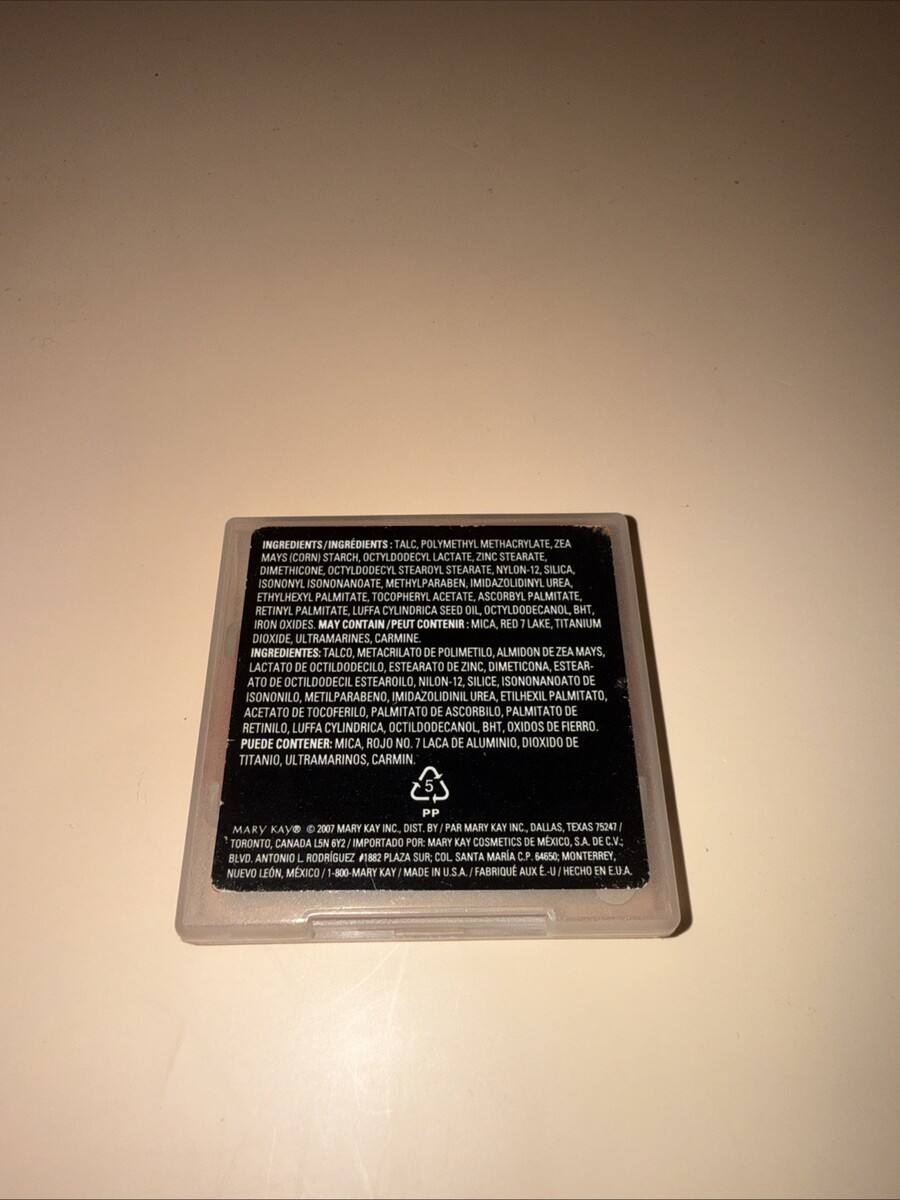 INGREDIENTS/INGRÉDIENTS : TALC, POLYMETHYL METHACRYLATE, ZEA
MAYS (CORN) STARCH, OCTYLDODECYL LACTATE, ZINC STEARATE,
DIMETHICONE, OCTYLDODECYL STEAROYL STEARATE, NYLON-12, SILICA,
ISONONYL ISONONANOATE, METHYLPARABEN, IMIDAZOLIDINYL UREA,
ETHYLHEXYL PALMITATE, TOCOPHERYL ACETATE, ASCORBYL PALMITATE,
RETINYL PALMITATE, LUFFA CYLINDRICA SEED OIL, OCTYLDODECANOL, BHT,
IRON OXIDES. MAY CONTAIN /PEUT CONTENIR : MICA, RED 7 LAKE, TITANIUM
DIOXIDE, ULTRAMARINES, CARMINE.
INGREDIENTES: TALCO, METACRILATO DE POLIMETILO, ALMIDON DE ZEA MAYS,
LACTATO DE OCTILDODECILO, ESTEARATO DE ZINC, DIMETICONA, ESTEAR-
ATO DE OCTILDODECIL ESTEAROILO, NILON-12, SILICE, ISONONANOATO DE
ISONONILO, METILPARABENO, IMIDAZOLIDINIL UREA, ETILHEXIL PALMITATO,
ACETATO DE TOCOFERILO, PALMITATO DE ASCORBILO, PALMITATO DE
RETINILO, LUFFA CYLINDRICA, OCTILDODECANOL, BHT, OXIDOS DE FIERRO.
PUEDE CONTENER: MICA, ROJO NO. 7 LACA DE ALUMINIO, DIOXIDO DE
TITANIO, ULTRAMARINOS, CARMIN.
5
PP
MARY KAY® © 2007 MARY KAY INC., DIST. BY / PAR MARY KAY INC., DALLAS, TEXAS 75247 /
TORONTO, CANADA L5N 6Y2 / IMPORTADO POR: MARY KAY COSMETICS DE MÉXICO, S.A. DE C.V.;
BLVD. ANTONIO L. RODRÍGUEZ #1882 PLAZA SUR; COL. SANTA MARÍA C.P. 64650; MONTERREY,
NUEVO LEÓN, MÉXICO / 1-800-MARY KAY / MADE IN U.S.A. / FABRIQUÉ AUX É.-U / HECHO EN E.U.A.